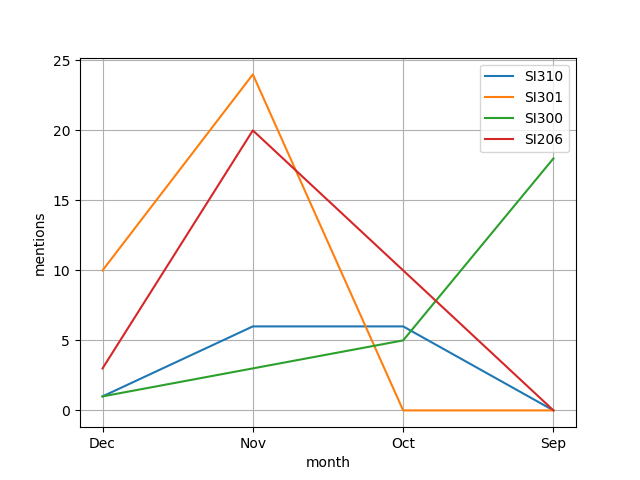 25
20
15
10
5
0
mentions
SI310
SI301
SI300
SI206
Dec Nov Oct Sep
month